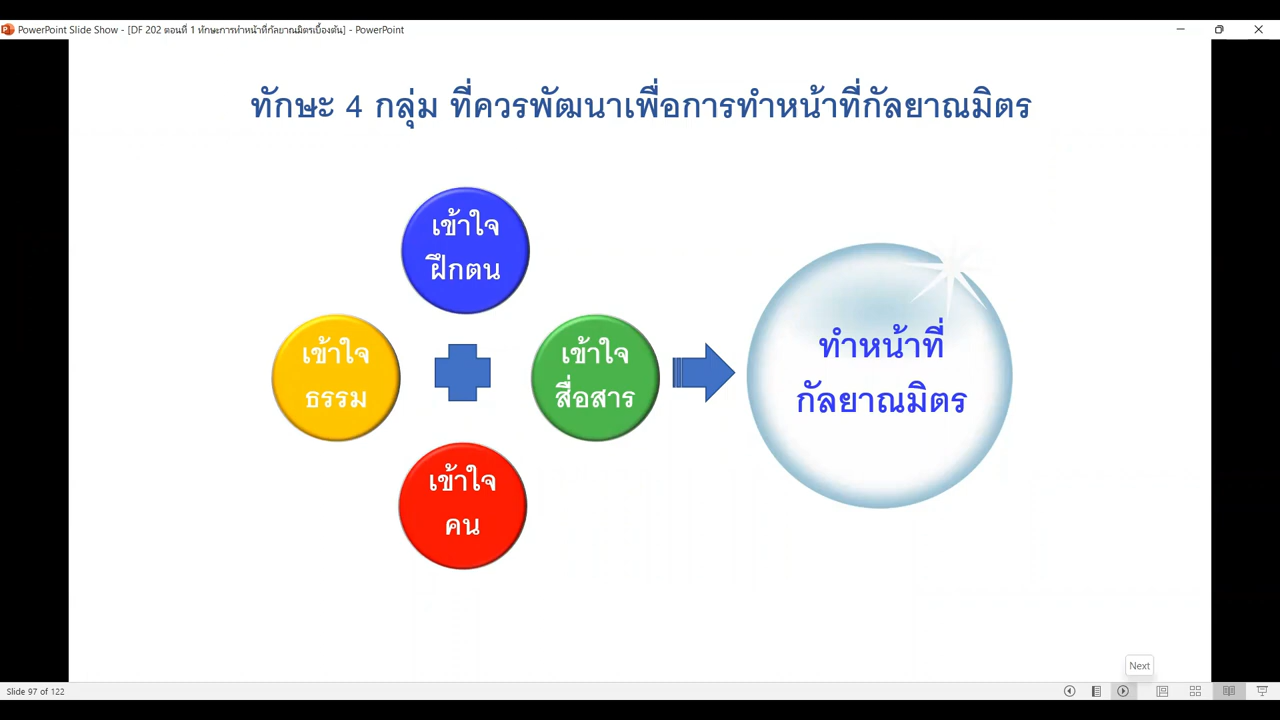 PowerPoint Slide Show - [DF 202 ตอนที่ 1 ทักษะการทำหน้าที่กัลยาณมิตรเบื้องต้น] - PowerPoint
ทักษะ 4 กลุ่ม ที่ควรพัฒนาเพื่อการทำหน้าที่กัลยาณมิตร
เข้าใจ
ฝึกตน
เข้าใจ
ธรรม
เข้าใจ
สื่อสาร
ทำหน้าที่
กัลยาณมิตร
เข้าใจ
คน
Next
Slide 97 of 122